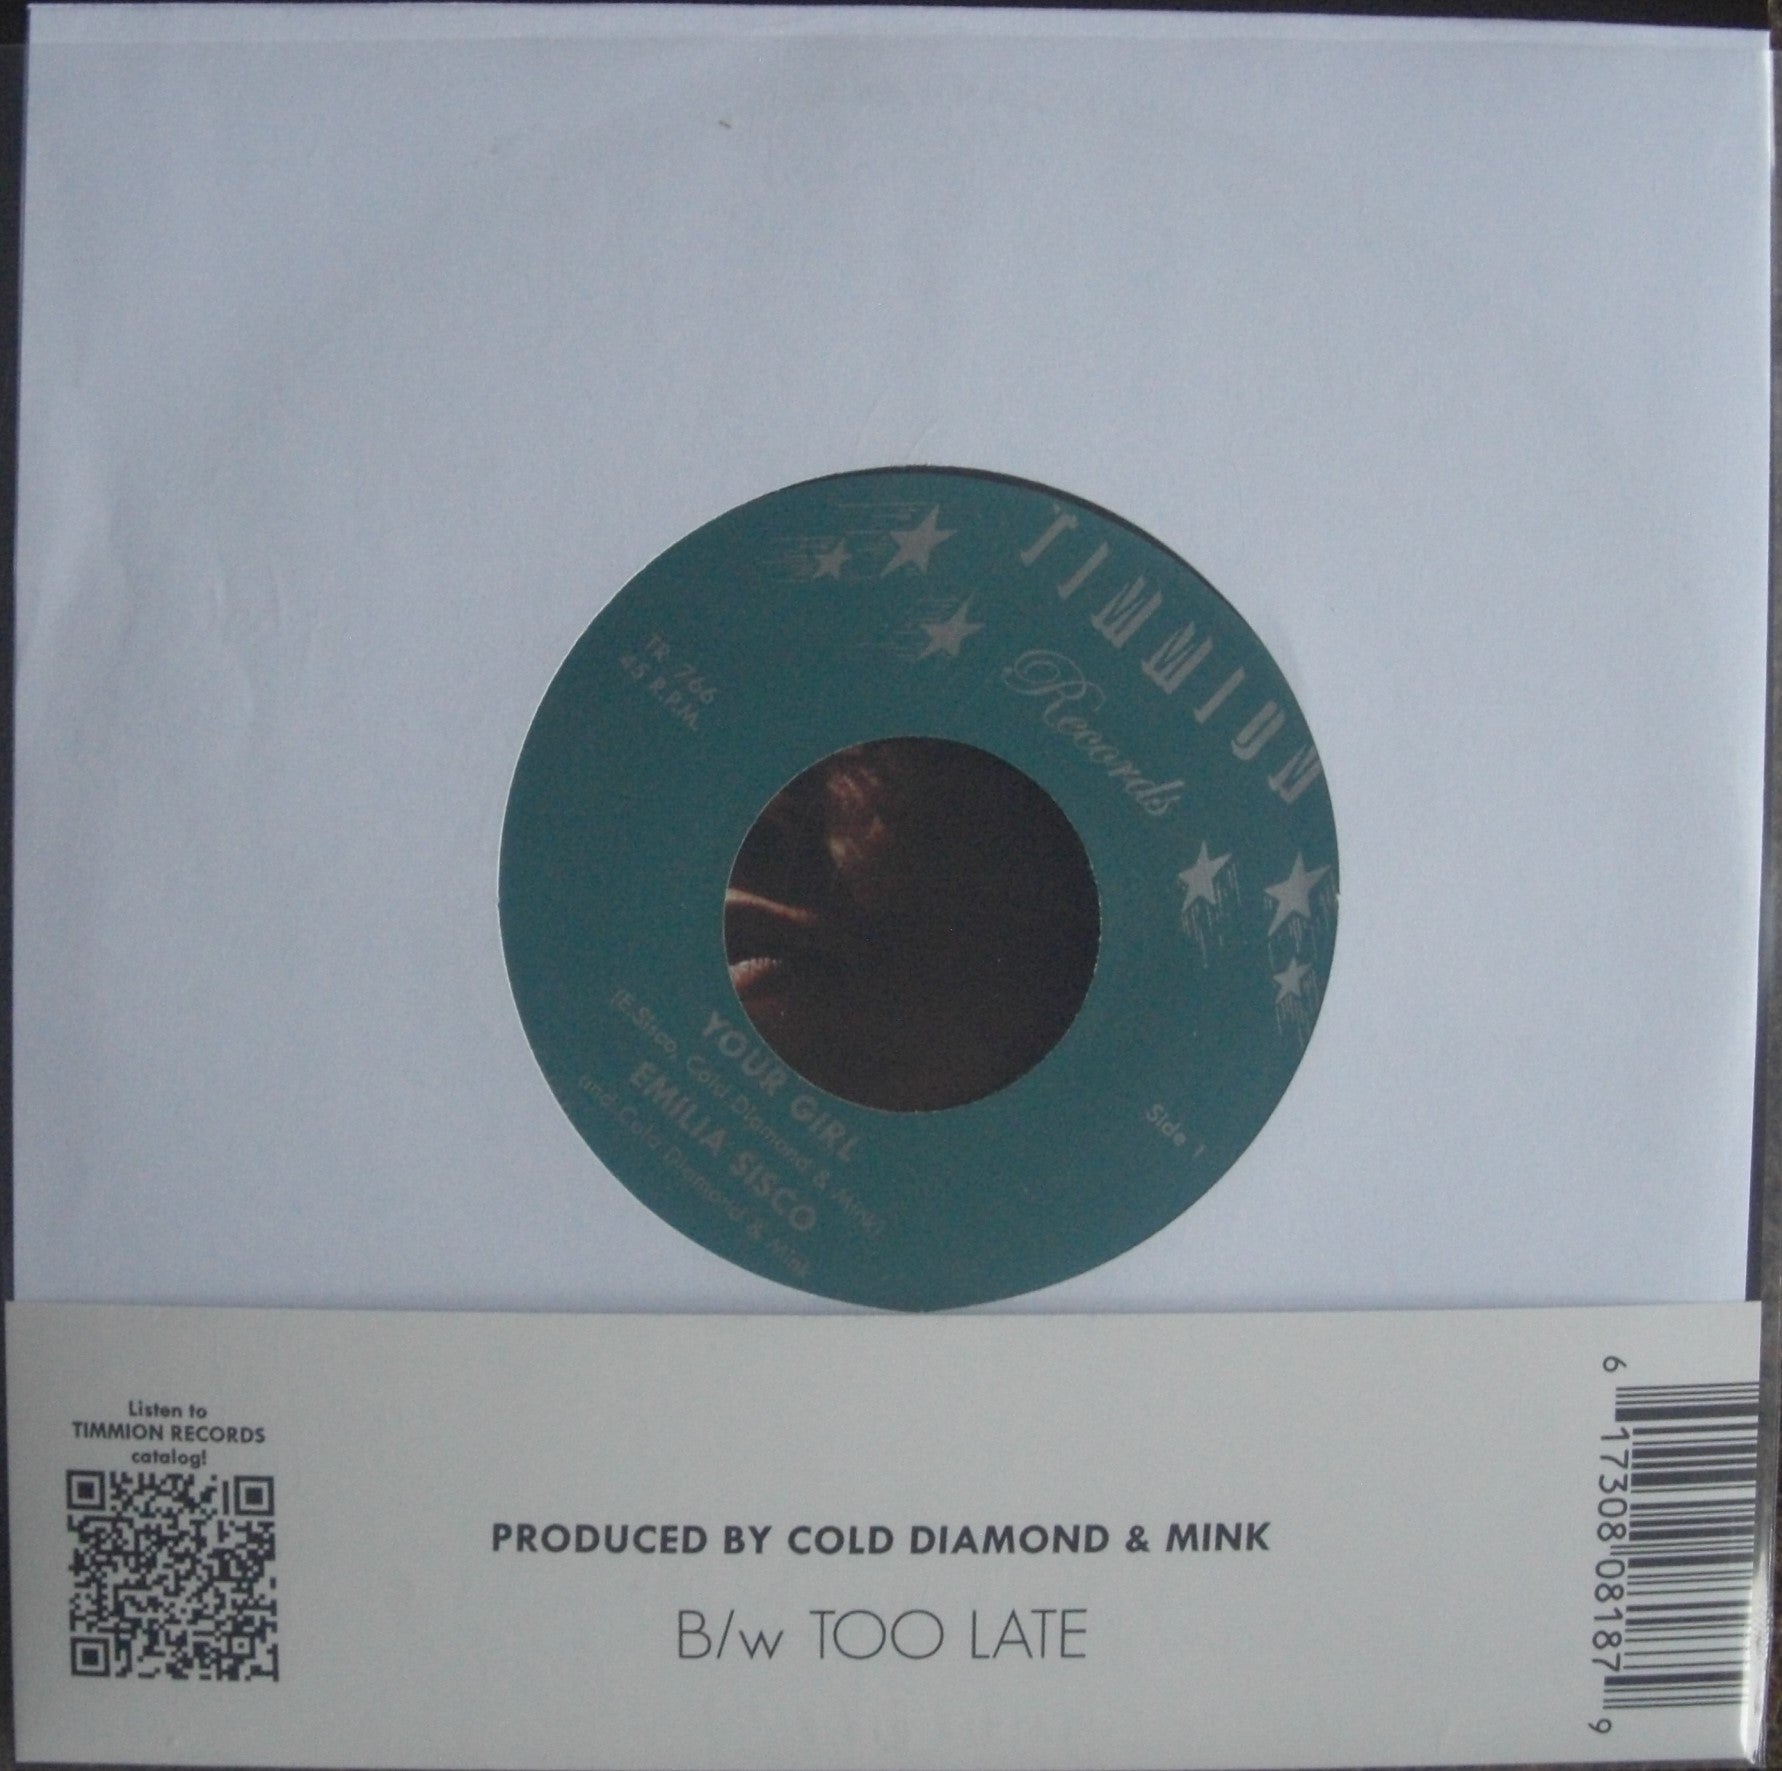 TIMMION
Records
TR 766
45 R.P.M.
Side 1
YOUR GIRL
(E. Sisco, Cold Diamond & Mink)
EMILIA SISCO
and Cold Diamond & Mink
Listen to
TIMMION RECORDS
catalog!
PRODUCED BY COLD DIAMOND & MINK
B/w TOO LATE
6 17308 08187 9